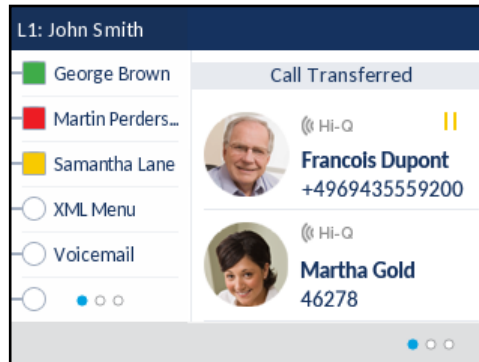 L1: John Smith
George Brown
Martin Perders...
Samantha Lane
XML Menu
Voicemail
Call Transferred
Hi-Q
Francois Dupont
+4969435559200
Hi-Q
Martha Gold
46278